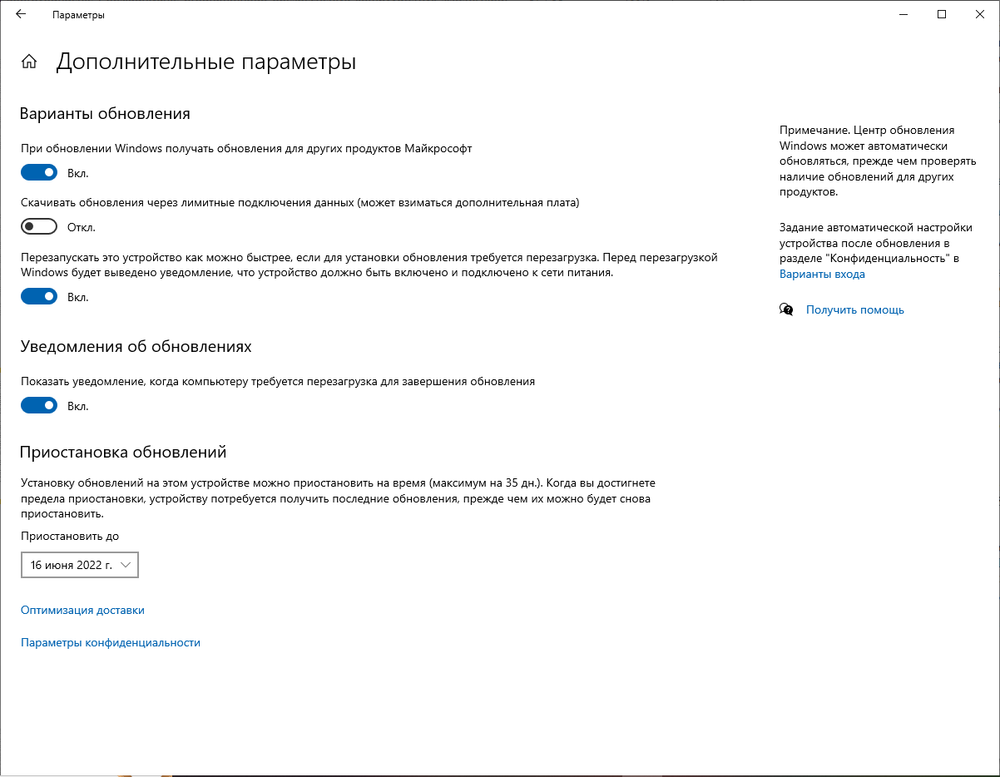 Параметры
Дополнительные параметры
Варианты обновления
При обновлении Windows получать обновления для других продуктов Майкрософт
Вкл.
Скачивать обновления через лимитные подключения данных (может взиматься дополнительная плата)
Откл.
Перезапускать это устройство как можно быстрее, если для установки обновления требуется перезагрузка. Перед перезагрузкой
Windows будет выведено уведомление, что устройство должно быть включено и подключено к сети питания.
Вкл.
Уведомления об обновлениях
Показать уведомление, когда компьютеру требуется перезагрузка для завершения обновления
Вкл.
Приостановка обновлений
Установку обновлений на этом устройстве можно приостановить на время (максимум на 35 дн.). Когда вы достигнете
предела приостановки, устройству потребуется получить последние обновления, прежде чем их можно будет снова
приостановить.
Приостановить до
16 июня 2022 г.
Оптимизация доставки
Параметры конфиденциальности
Примечание. Центр обновления
Windows может автоматически
обновляться, прежде чем проверять
наличие обновлений для других
продуктов.
Задание автоматической настройки
устройства после обновления в
разделе "Конфиденциальность" в
Варианты входа
Получить помощь